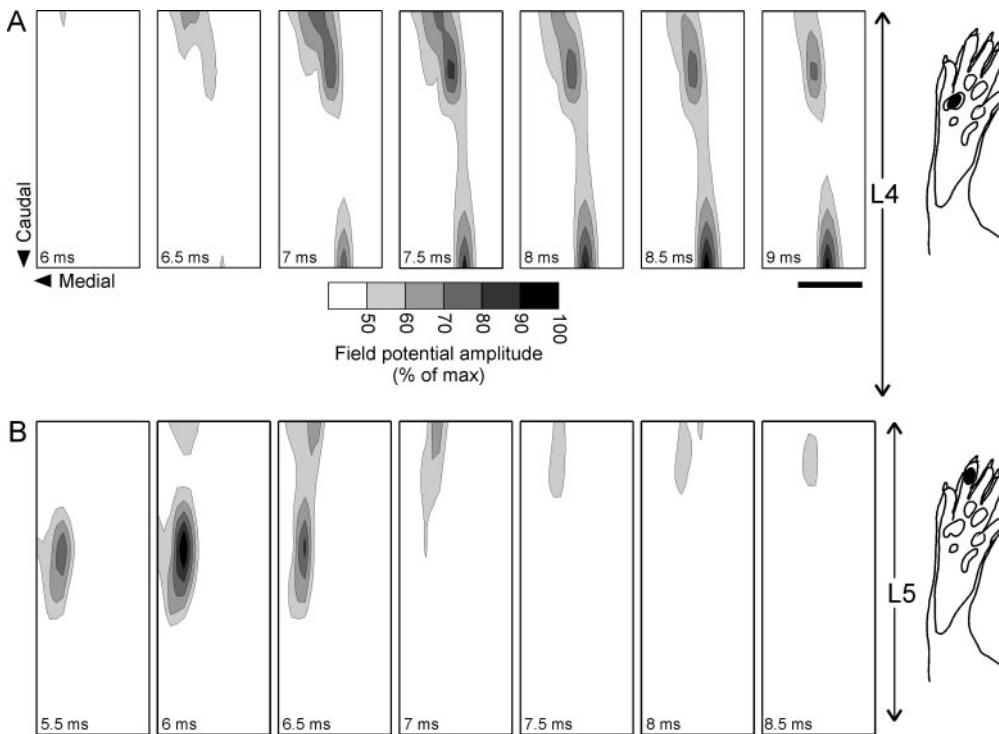 A
6 ms
6.5 ms
7 ms
7.5 ms
8 ms
8.5 ms
9 ms
L4
Caudal
Medial
50
60
70
80
90
100
Field potential amplitude
(% of max)
B
5.5 ms
6 ms
6.5 ms
7 ms
7.5 ms
8 ms
8.5 ms
L5